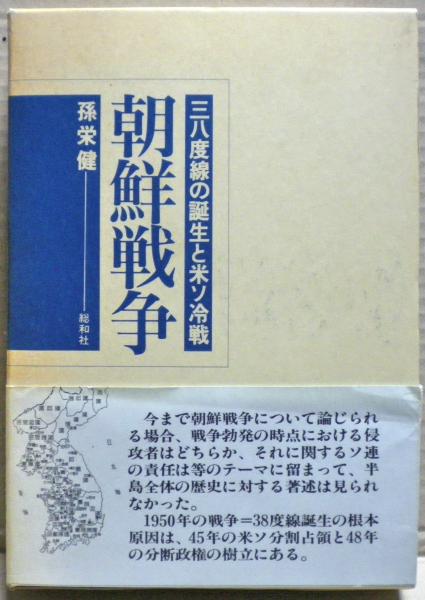 三八度線の誕生と米ソ冷戦
朝鮮戦争
孫栄健
総和社
今まで朝鮮戦争について論じられ
る場合、戦争勃発の時点における侵
攻者はどちらか、それに関するソ連
の責任は等のテーマに留まって、半
島全体の歴史に対する著述は見られ
なかった。
1950年の戦争=38度線誕生の根本
原因は、45年の米ソ分割占領と48年
の分断政権の樹立にある。